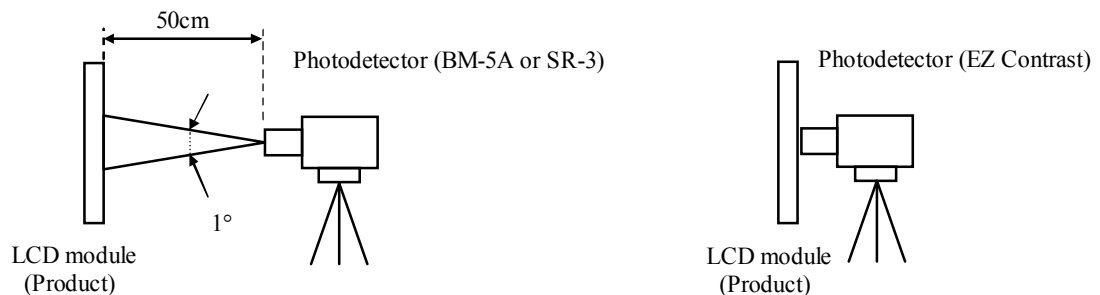 50cm
Photodetector (BM-5A or SR-3)
1°
LCD module
(Product)
Photodetector (EZ Contrast)
LCD module
(Product)